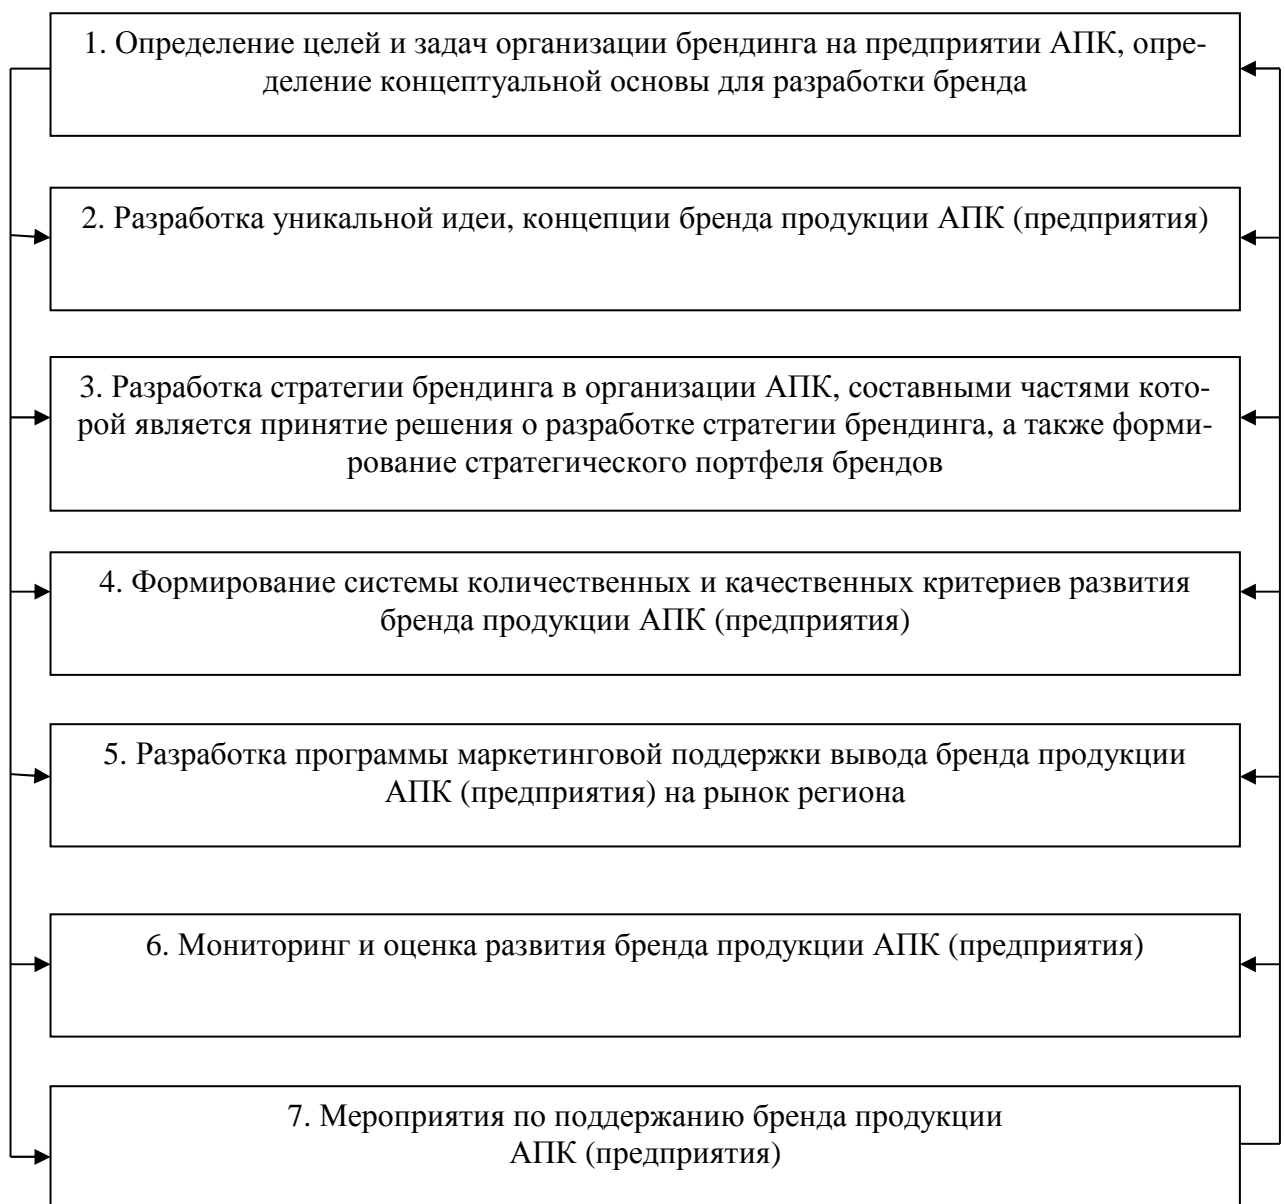 1. Определение целей и задач организации брендинга на предприятии АПК, опре-
деление концептуальной основы для разработки бренда
2. Разработка уникальной идеи, концепции бренда продукции АПК (предприятия)
3. Разработка стратегии брендинга в организации АПК, составными частями кото-
рой является принятие решения о разработке стратегии брендинга, а также форми-
рование стратегического портфеля брендов
4. Формирование системы количественных и качественных критериев развития
бренда продукции АПК (предприятия)
5. Разработка программы маркетинговой поддержки вывода бренда продукции
АПК (предприятия) на рынок региона
6. Мониторинг и оценка развития бренда продукции АПК (предприятия)
7. Мероприятия по поддержанию бренда продукции
АПК (предприятия)